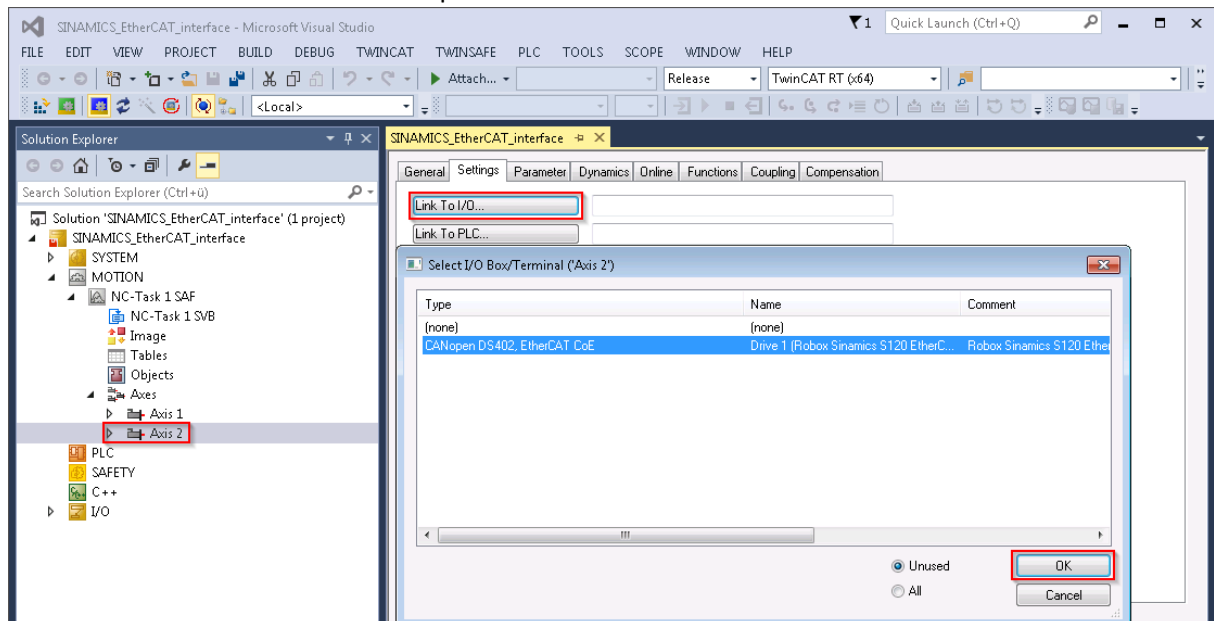 SINAMICS_EtherCAT_interface - Microsoft Visual Studio
1
Quick Launch (Ctrl+Q)
FILE EDIT VIEW PROJECT BUILD DEBUG TWINCAT TWINSAFE PLC TOOLS SCOPE WINDOW HELP
Attach... Release TwinCAT RT (x64)
<Local>
Solution Explorer
Search Solution Explorer (Ctrl+ü)
Solution 'SINAMICS_EtherCAT_interface' (1 project)
SINAMICS_EtherCAT_interface
SYSTEM
MOTION
NC-Task 1 SAF
NC-Task 1 SVB
Image
Tables
Objects
Axes
Axis 1
Axis 2
PLC
SAFETY
C++
I/O
SINAMICS_EtherCAT_interface
General Settings Parameter Dynamics Online Functions Coupling Compensation
Link To I/O...
Link To PLC...
Select I/O Box/Terminal ('Axis 2')
Type Name Comment
(none) (none)
CANopen DS402, EtherCAT CoE Drive 1 (Robox Sinamics S120 EtherC... Robox Sinamics S120 Ether
Unused
All
OK
Cancel